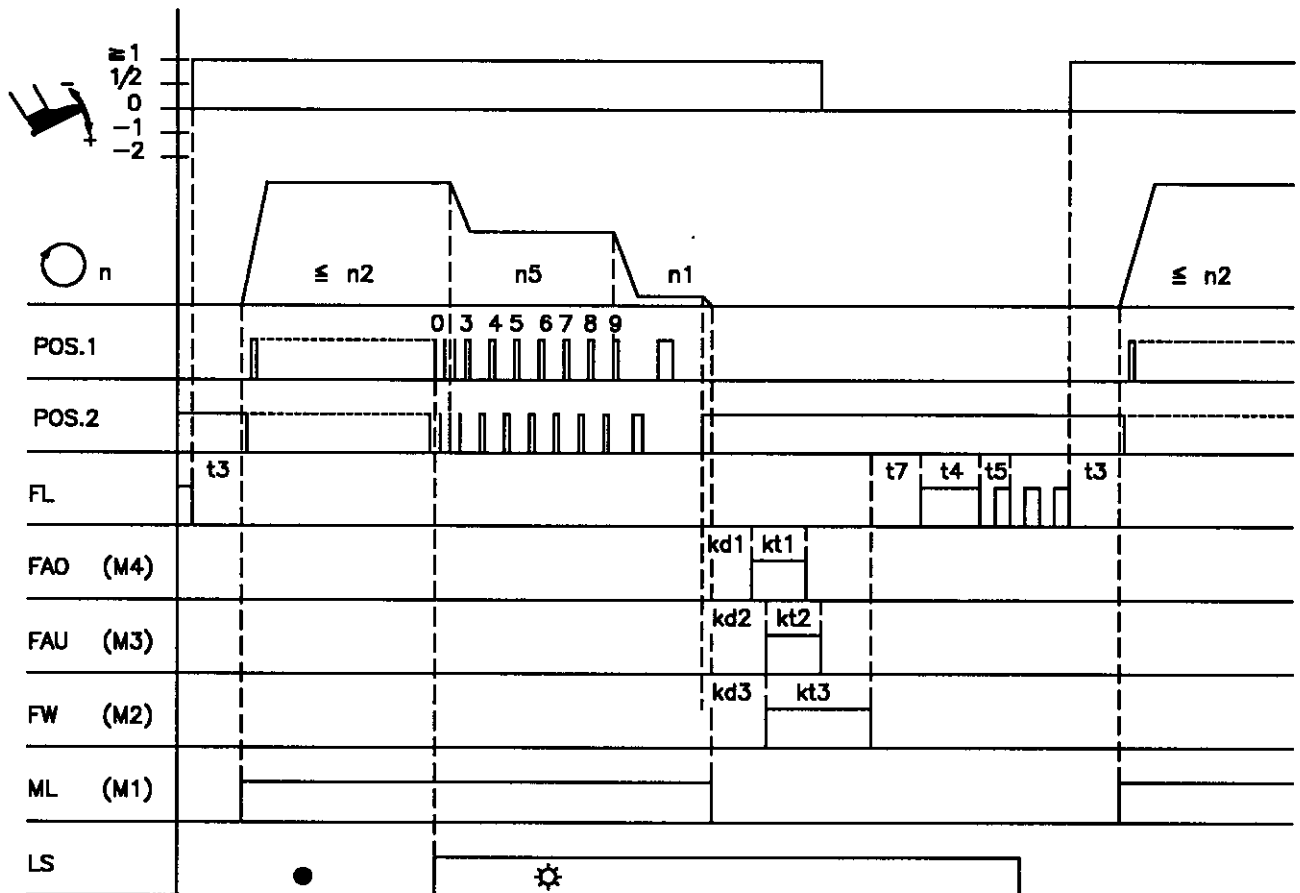 ≧1
1/2
0
-1
-2
- +
n
≦ n2 n5 n1 ≦ n2
0 3 4 5 6 7 8 9
POS.1
POS.2
t3 t7 t4 t5 t3
FL
kd1 kt1
FAO (M4)
kd2 kt2
FAU (M3)
kd3 kt3
FW (M2)
ML (M1)
LS